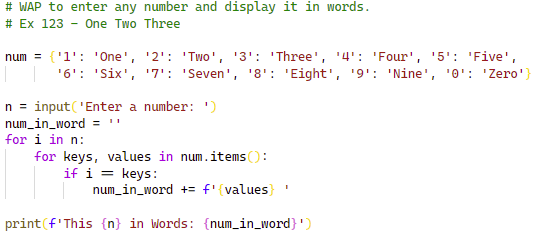 # WAP to enter any number and display it in words.
# Ex 123 - One Two Three
num = {'1': 'One', '2': 'Two', '3': 'Three', '4': 'Four', '5': 'Five',
'6': 'Six', '7': 'Seven', '8': 'Eight', '9': 'Nine', '0': 'Zero'}
n = input('Enter a number: ')
num_in_word = ''
for i in n:
    for keys, values in num.items():
        if i == keys:
            num_in_word += f'{values} '
print(f'This {n} in Words: {num_in_word}')